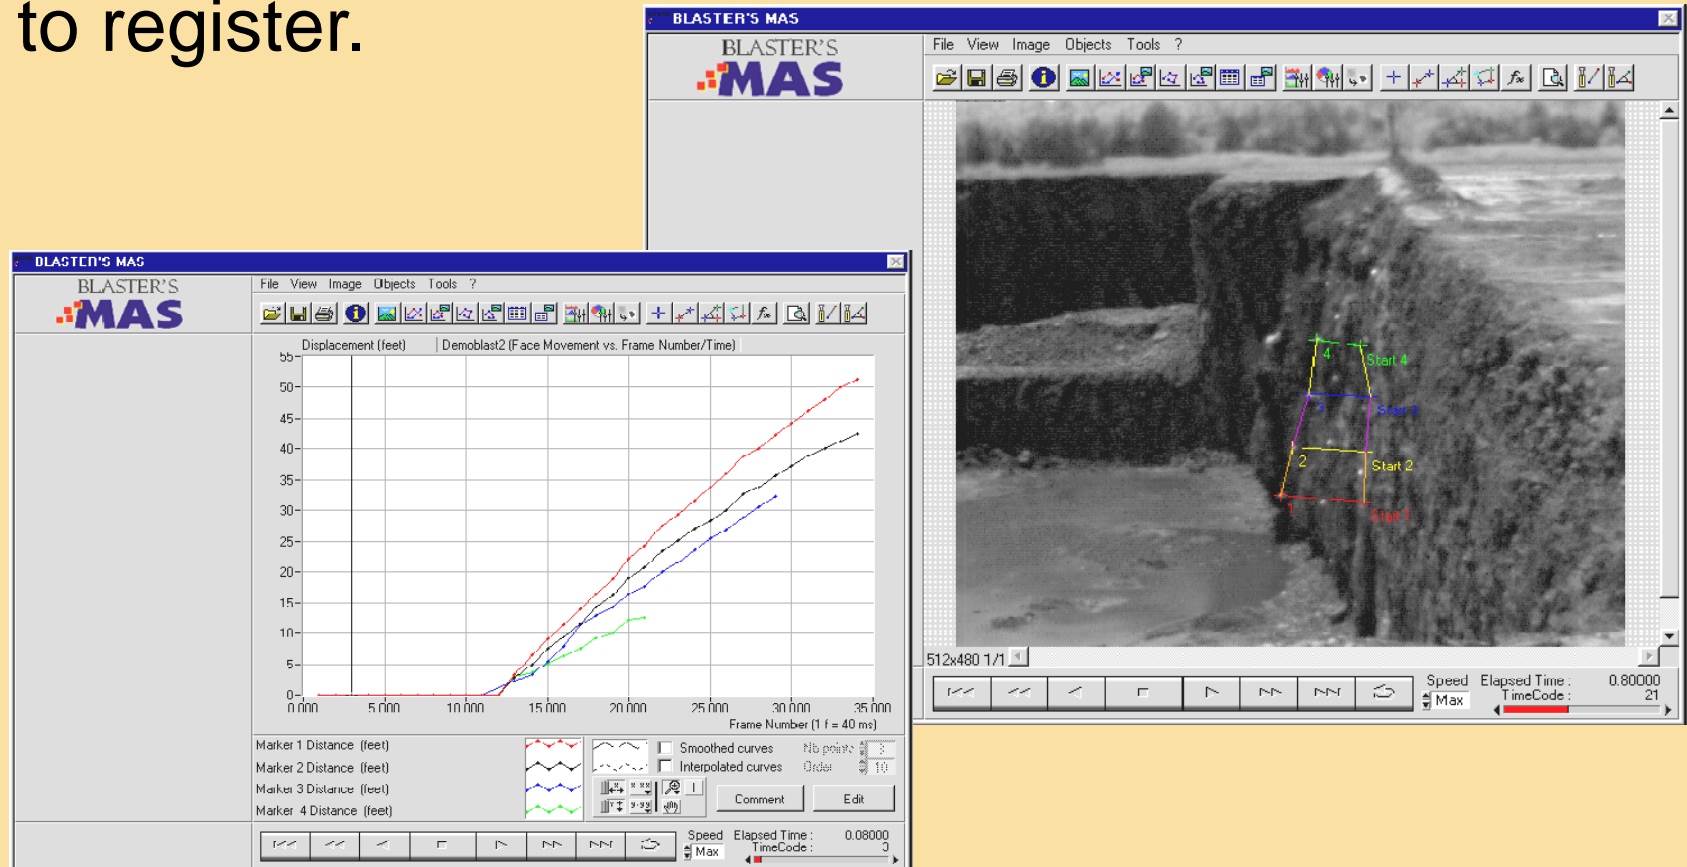 to register.
BLASTER'S MAS
BLASTER'S
MAS
File View Image Objects Tools ?
4
Start 4
3
Start 3
2
Start 2
1
Start 1
512x480 1/1
Speed
Max
Elapsed Time : 0.80000
TimeCode : 21
BLASTER'S MAS
BLASTER'S
MAS
File View Image Objects Tools ?
Displacement (feet)
Demoblast2 (Face Movement vs. Frame Number/Time)
55-
50-
45-
40-
35-
30-
25-
20-
15-
10-
5-
0-
0.000 5.000 10.000 15.000 20.000 25.000 30.000 35.000
Frame Number (1 f = 40 ms)
Marker 1 Distance (feet)
Marker 2 Distance (feet)
Marker 3 Distance (feet)
Marker 4 Distance (feet)
Smoothed curves
Nb points
Interpolated curves
Order 10
Comment
Edit
Speed
Max
Elapsed Time : 0.08000
TimeCode : 3